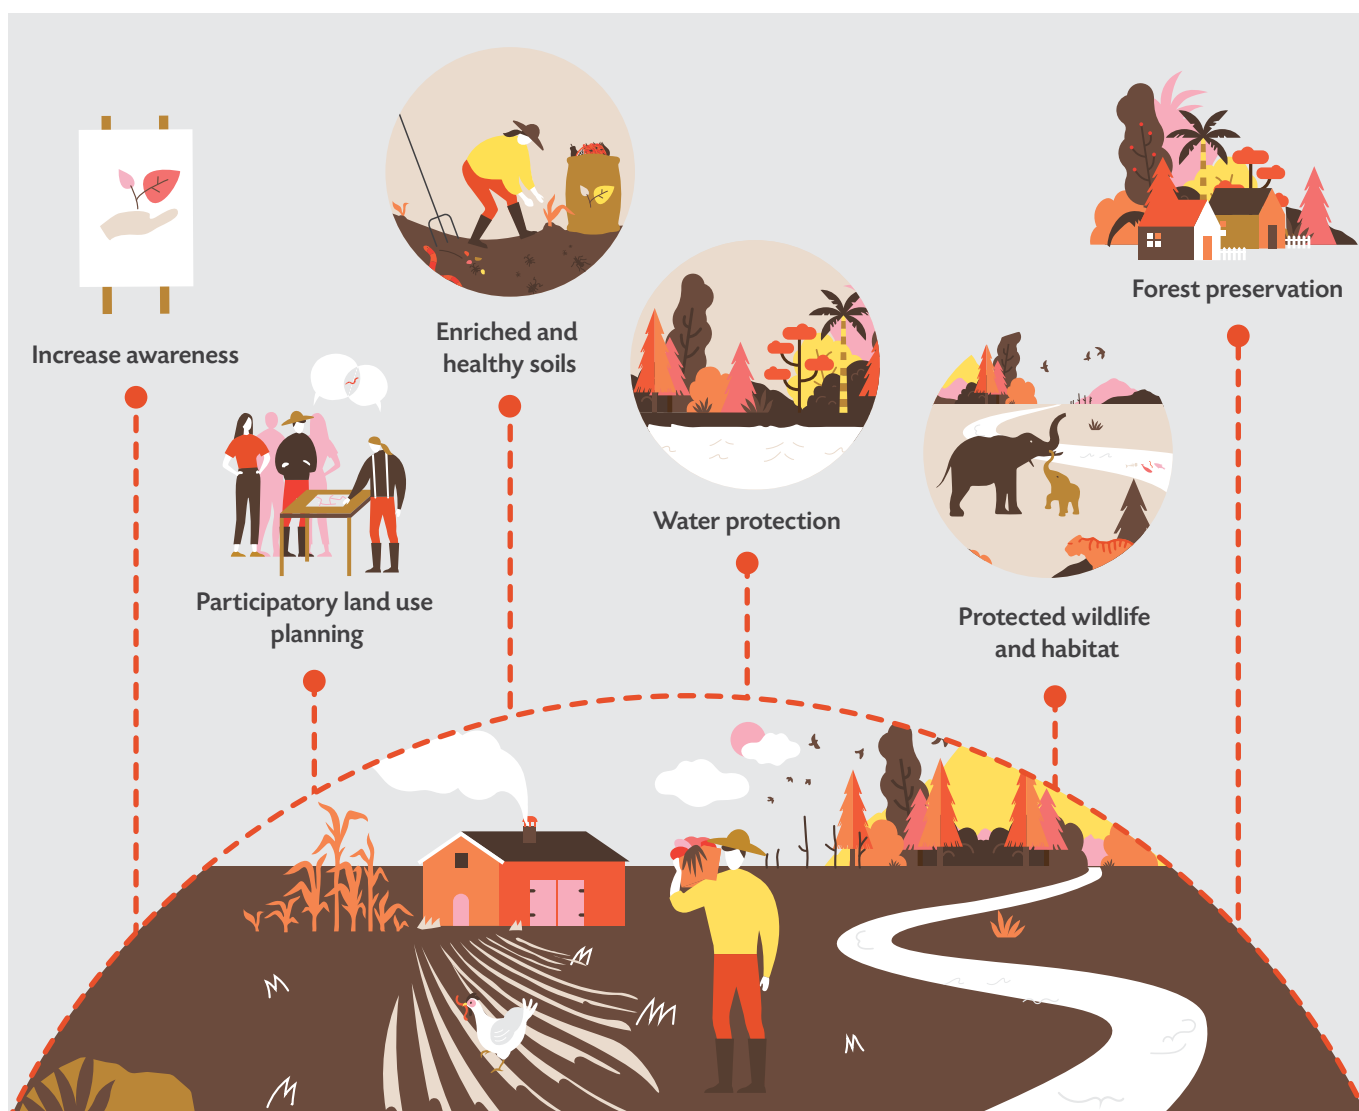 Increase awareness
Participatory land use
planning
Enriched and
healthy soils
Water protection
Protected wildlife
and habitat
Forest preservation